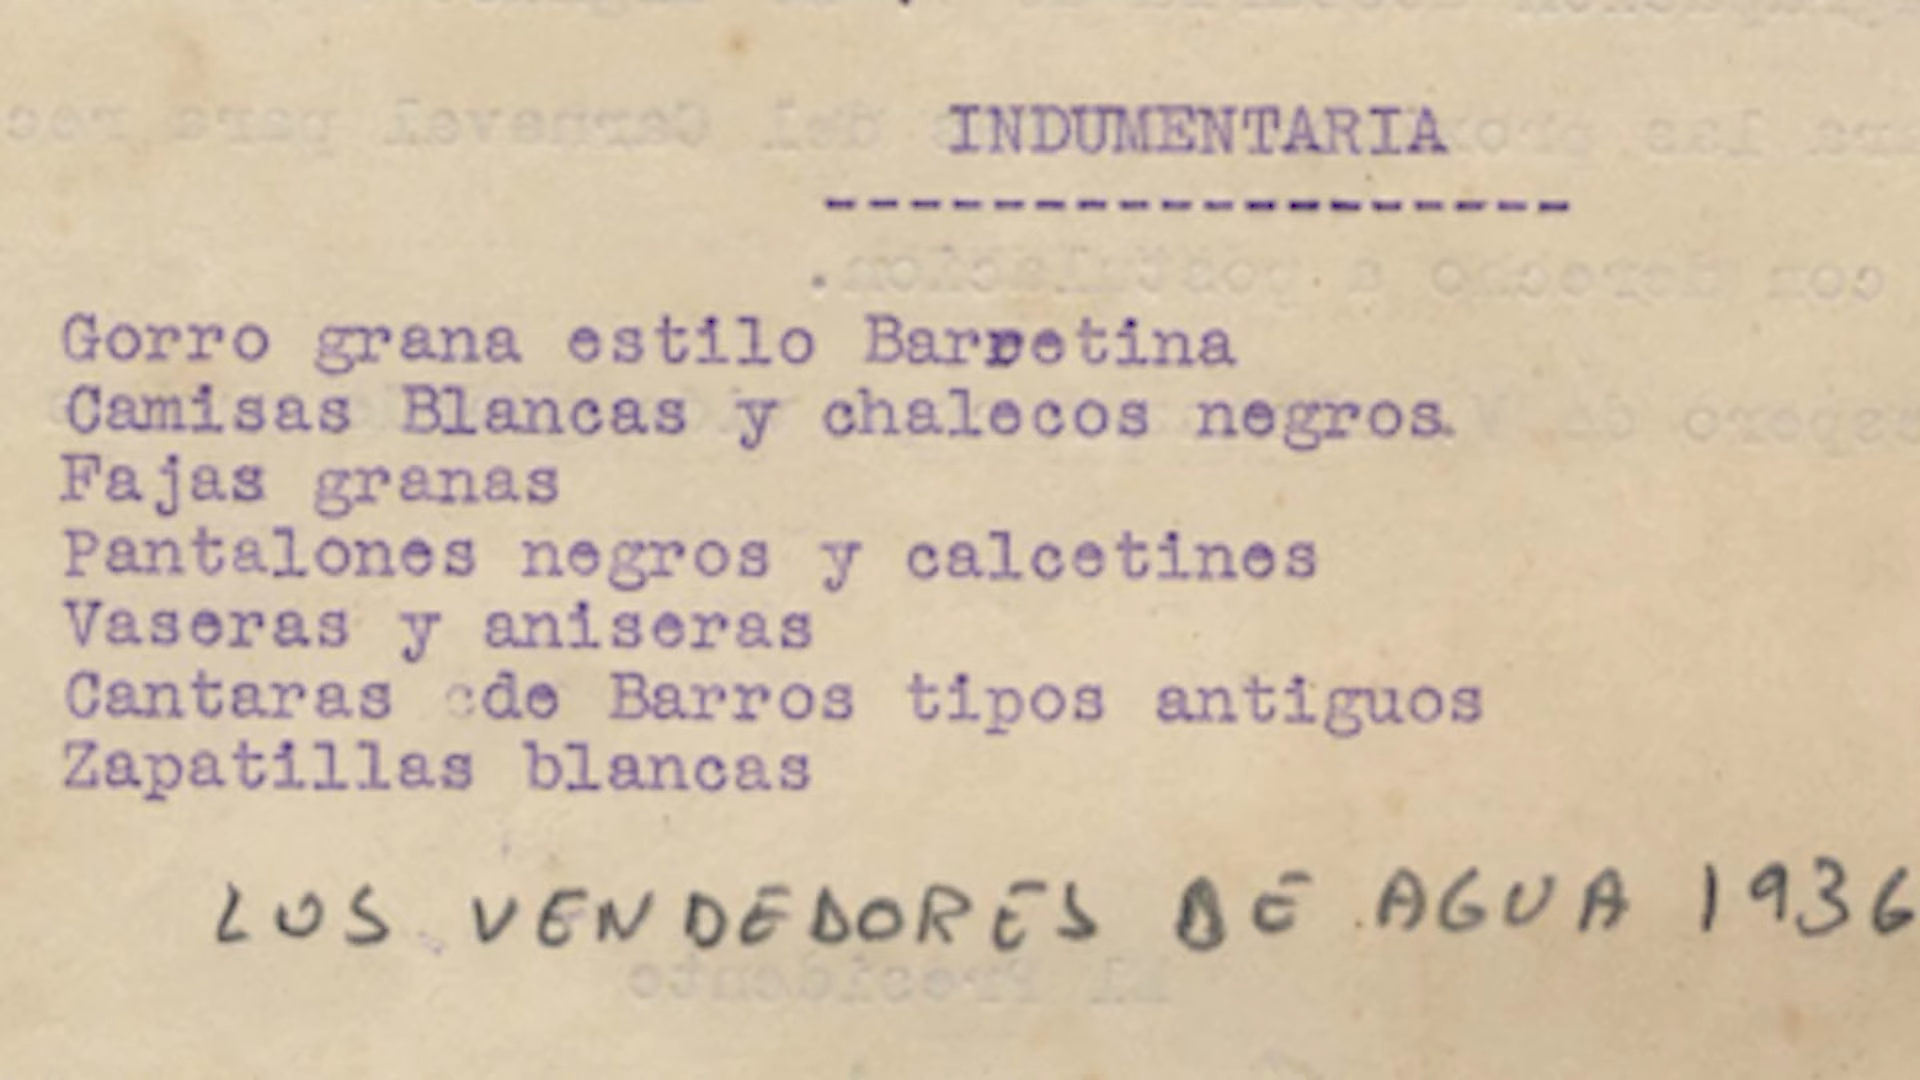 INDUMENTARIA
------------------
Gorro grana estilo Barretina
Camisas Blancas y chalecos negros.
Fajas granas
Pantalones negros y calcetines
Vaseras y aniseras
Cantaras cde Barros tipos antiguos
Zapatillas blancas
LOS VENDEDORES DE AGUA 1936